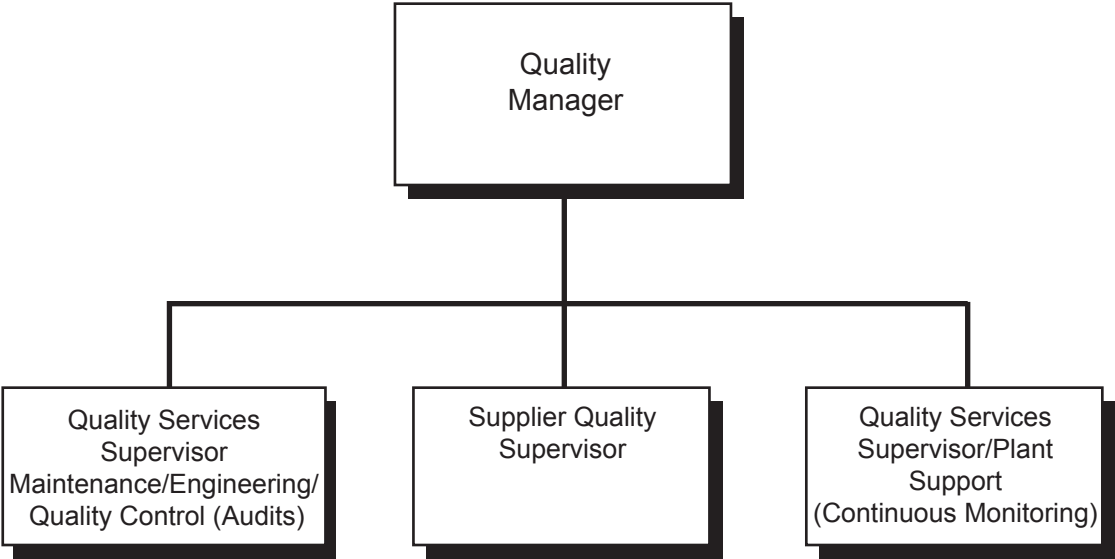 Quality
Manager
Quality Services
Supervisor
Maintenance/Engineering/
Quality Control (Audits)
Supplier Quality
Supervisor
Quality Services
Supervisor/Plant
Support
(Continuous Monitoring)